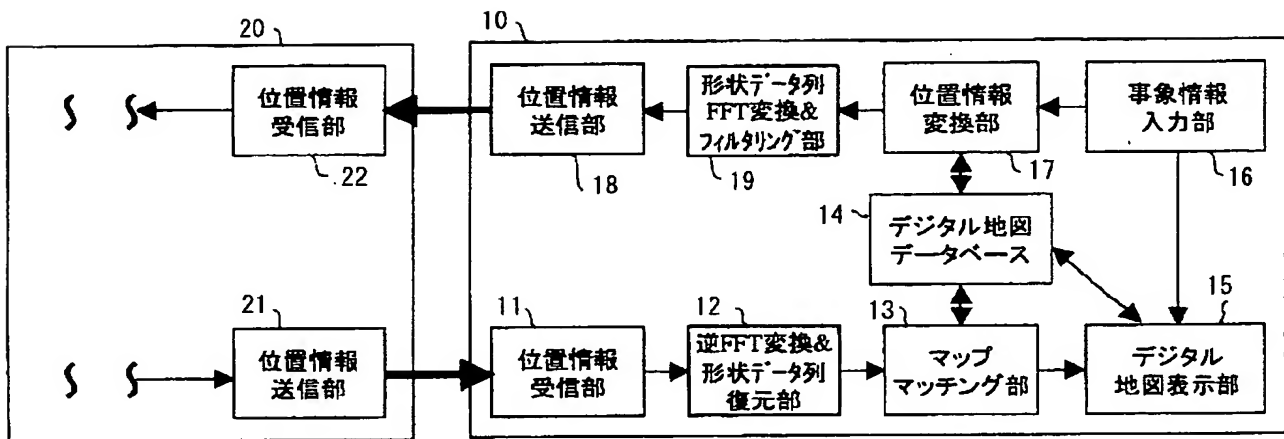 20
10
位置情報
受信部
22
位置情報
送信部
18
形状データ列
FFT変換&
フィルタリング部
19
位置情報
変換部
17
事象情報
入力部
16
14
デジタル地図
データベース
21
位置情報
送信部
11
位置情報
受信部
12
逆FFT変換&
形状データ列
復元部
13
マップ
マッチング部
15
デジタル
地図表示部